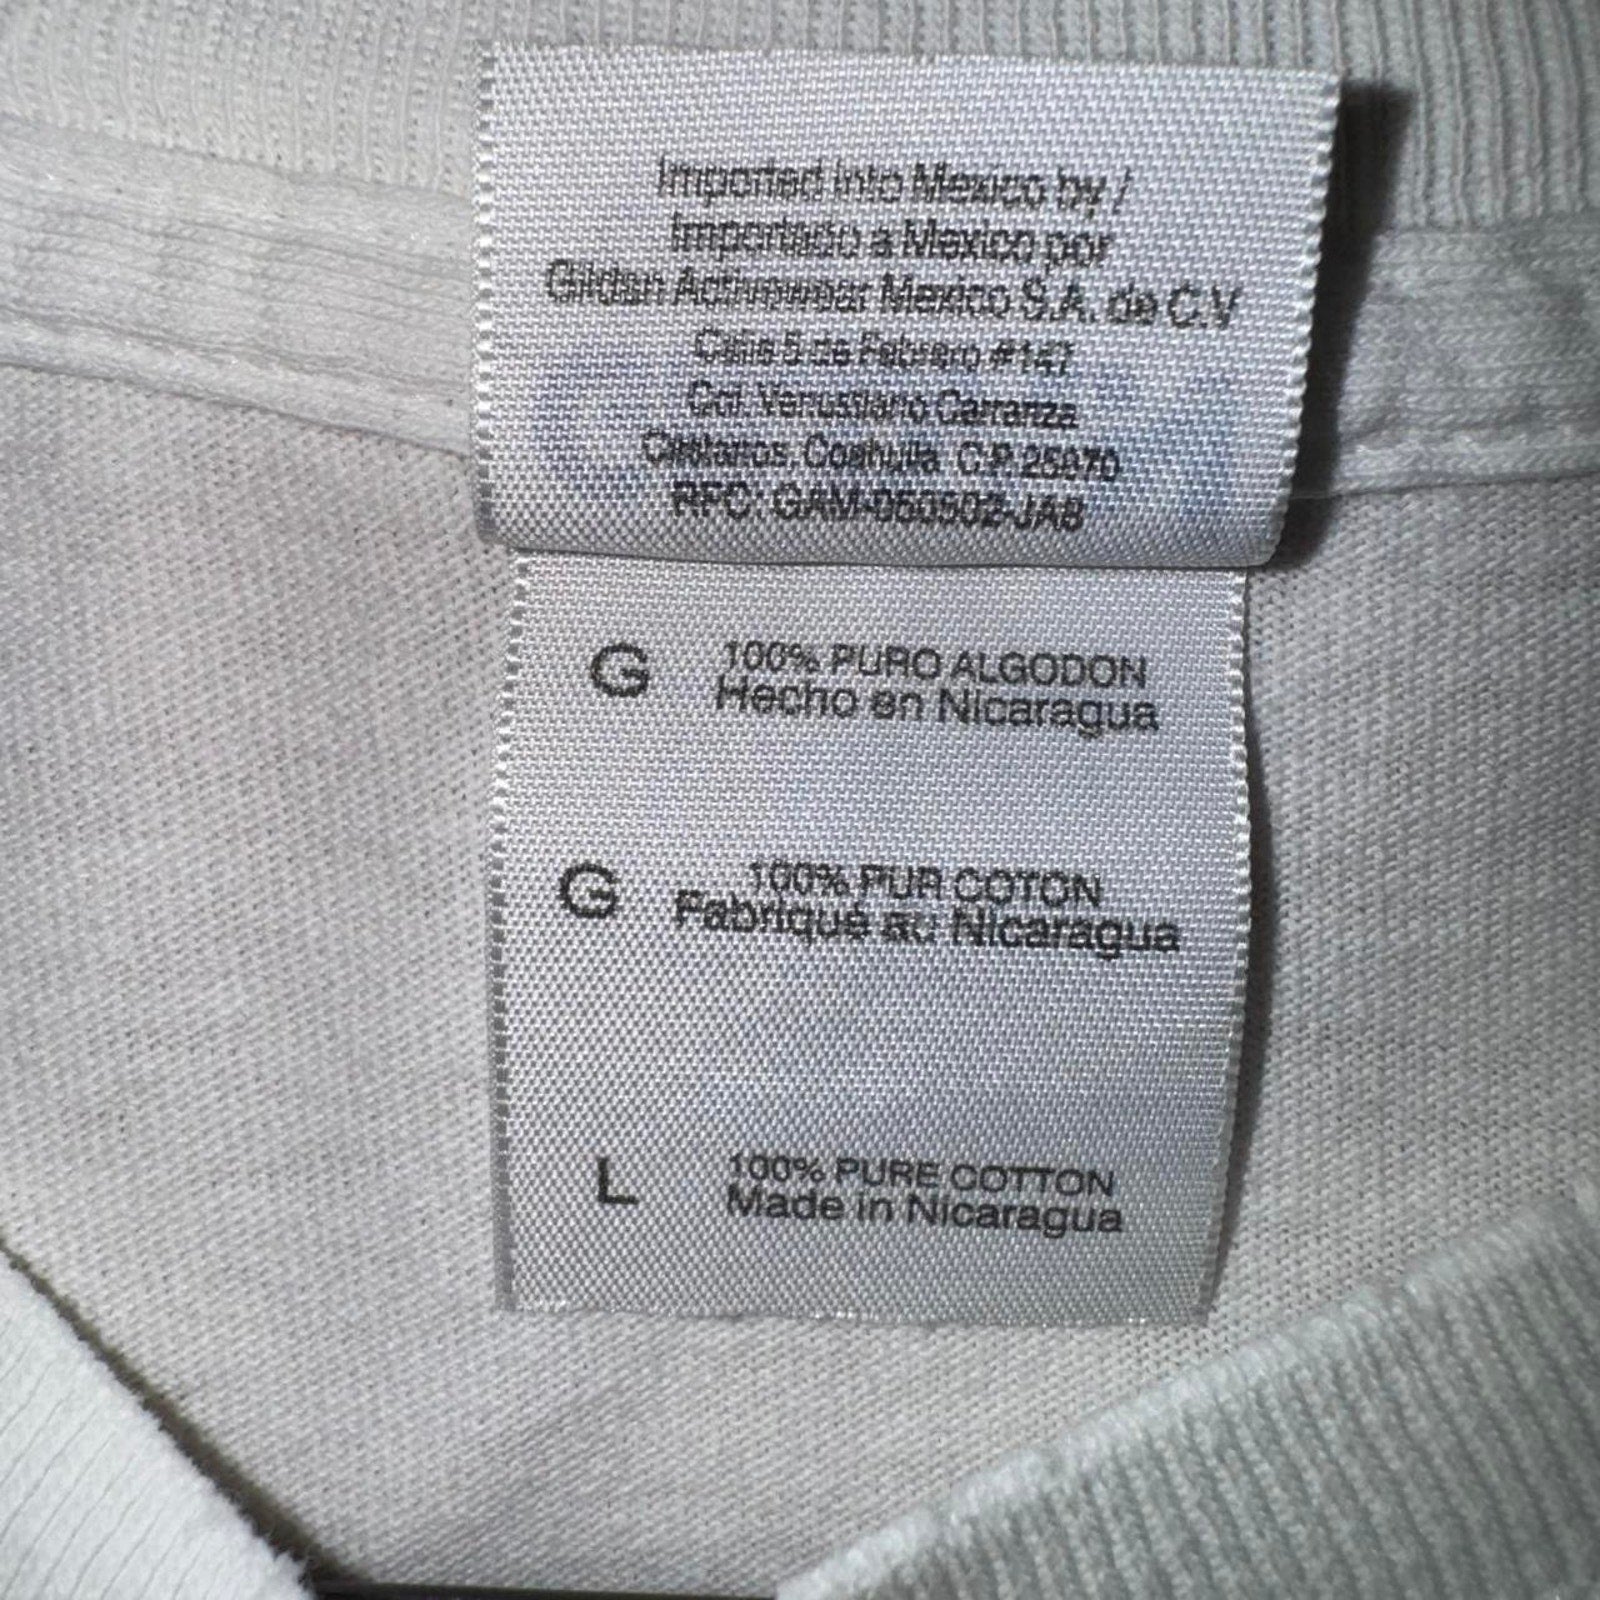 Imported into Mexico by /
Importado a Mexico por
Gildan Activewear Mexico S.A. de C.V
Calle 5 de Febrero #147
Col. Venustiano Carranza
Castaños, Coahuila C.P. 25870
RFC: GAM-050502-JA8
G 100% PURO ALGODON
Hecho en Nicaragua
G 100% PUR COTON
Fabriqué au Nicaragua
L 100% PURE COTTON
Made in Nicaragua